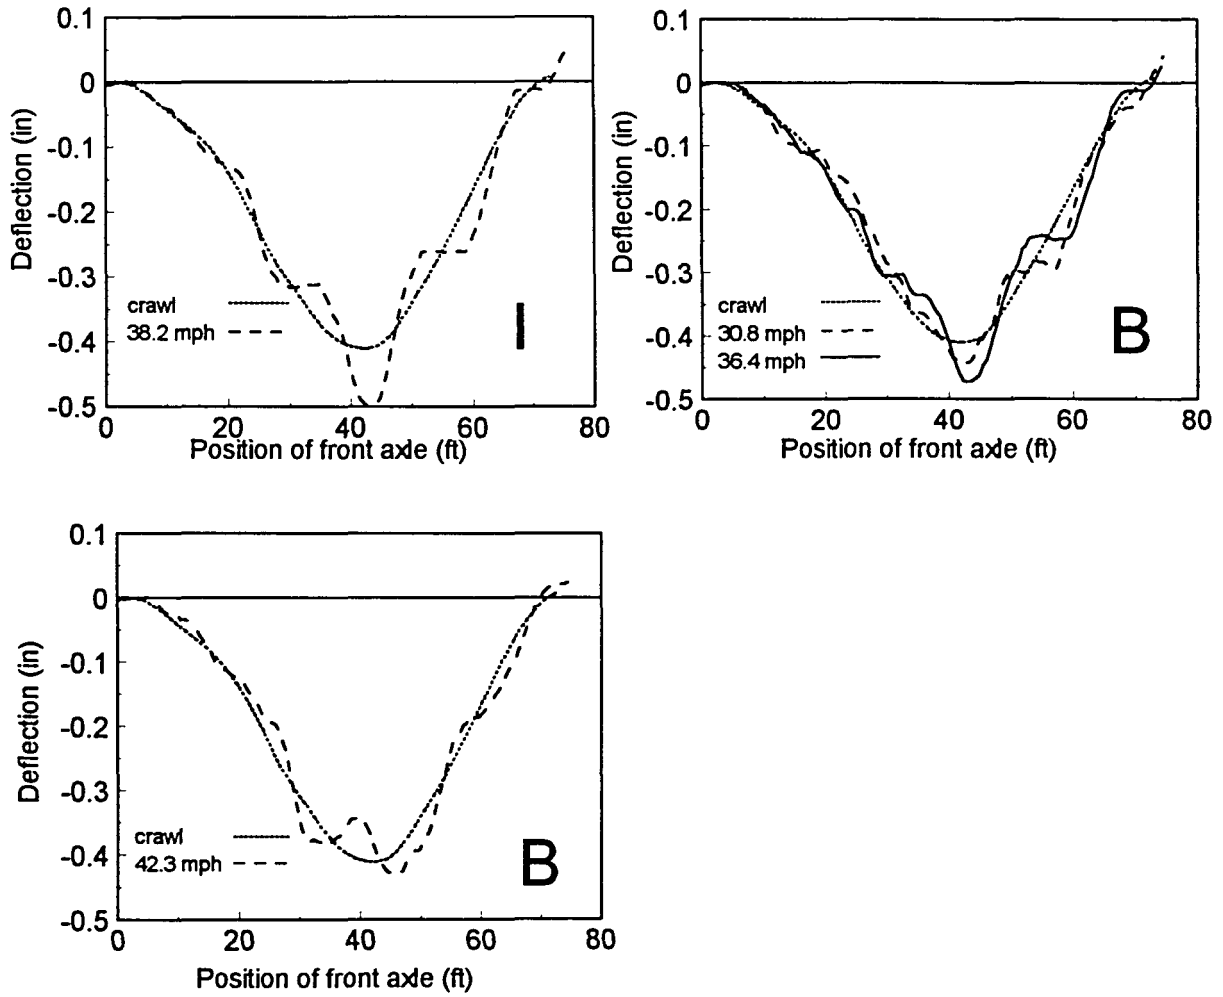 0.1
0
-0.1
-0.2
-0.3
-0.4
-0.5
Deflection (in)
crawl
38.2 mph
I
0 20 40 60 80
Position of front axle (ft)
0.1
0
-0.1
-0.2
-0.3
-0.4
-0.5
Deflection (in)
crawl
30.8 mph
36.4 mph
B
0 20 40 60 80
Position of front axle (ft)
0.1
0
-0.1
-0.2
-0.3
-0.4
-0.5
Deflection (in)
crawl
42.3 mph
B
0 20 40 60 80
Position of front axle (ft)